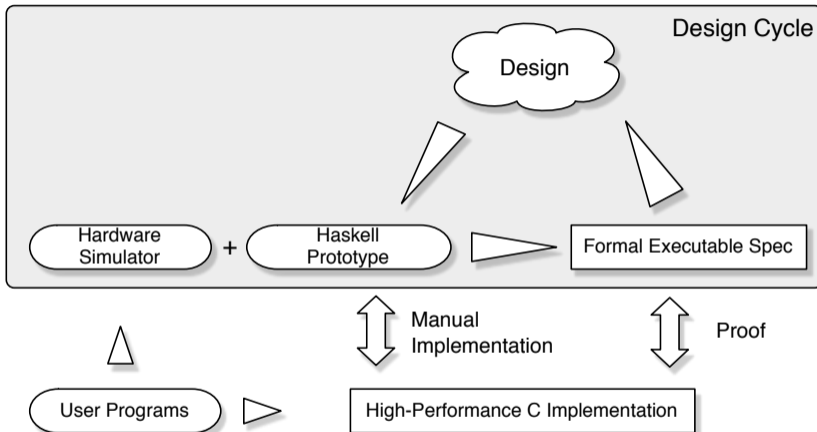 Design Cycle
Design
Hardware
Simulator
+
Haskell
Prototype
Formal Executable Spec
Manual
Implementation
Proof
User Programs
High-Performance C Implementation